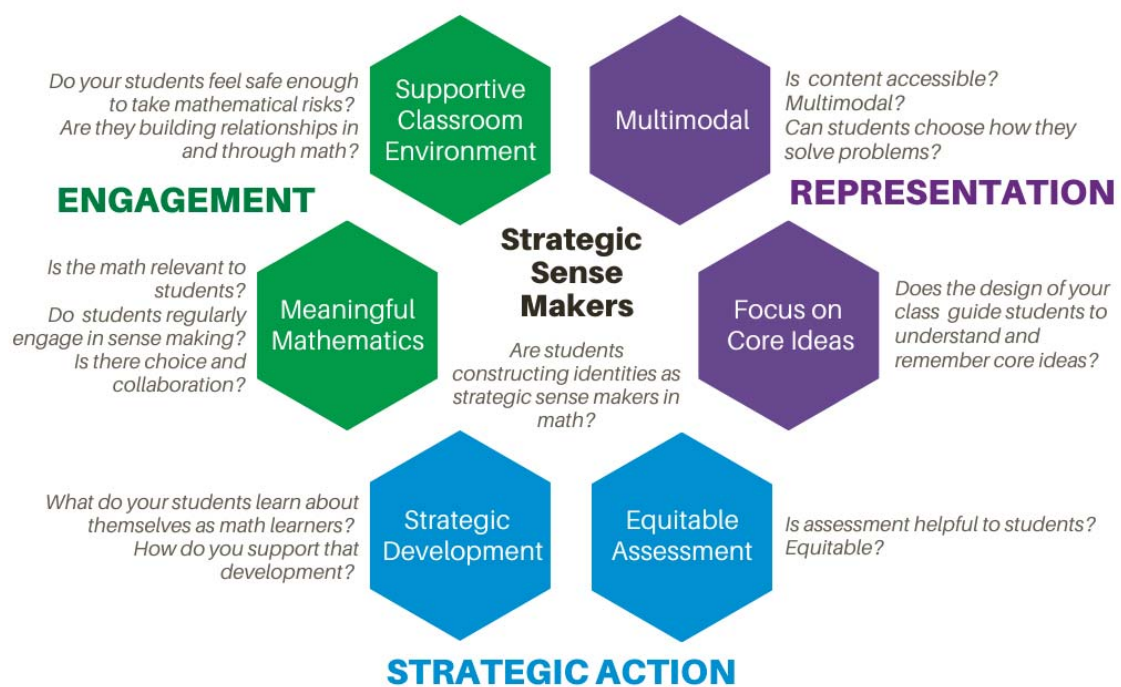 Do your students feel safe enough
to take mathematical risks?
Are they building relationships in
and through math?
Supportive
Classroom
Environment
Multimodal
Is content accessible?
Multimodal?
Can students choose how they
solve problems?
ENGAGEMENT
REPRESENTATION
Is the math relevant to
students?
Do students regularly
engage in sense making?
Is there choice and
collaboration?
Meaningful
Mathematics
Strategic
Sense
Makers
Are students
constructing identities as
strategic sense makers in
math?
Focus on
Core Ideas
Does the design of your
class guide students to
understand and
remember core ideas?
What do your students learn about
themselves as math learners?
How do you support that
development?
Strategic
Development
Equitable
Assessment
Is assessment helpful to students?
Equitable?
STRATEGIC ACTION